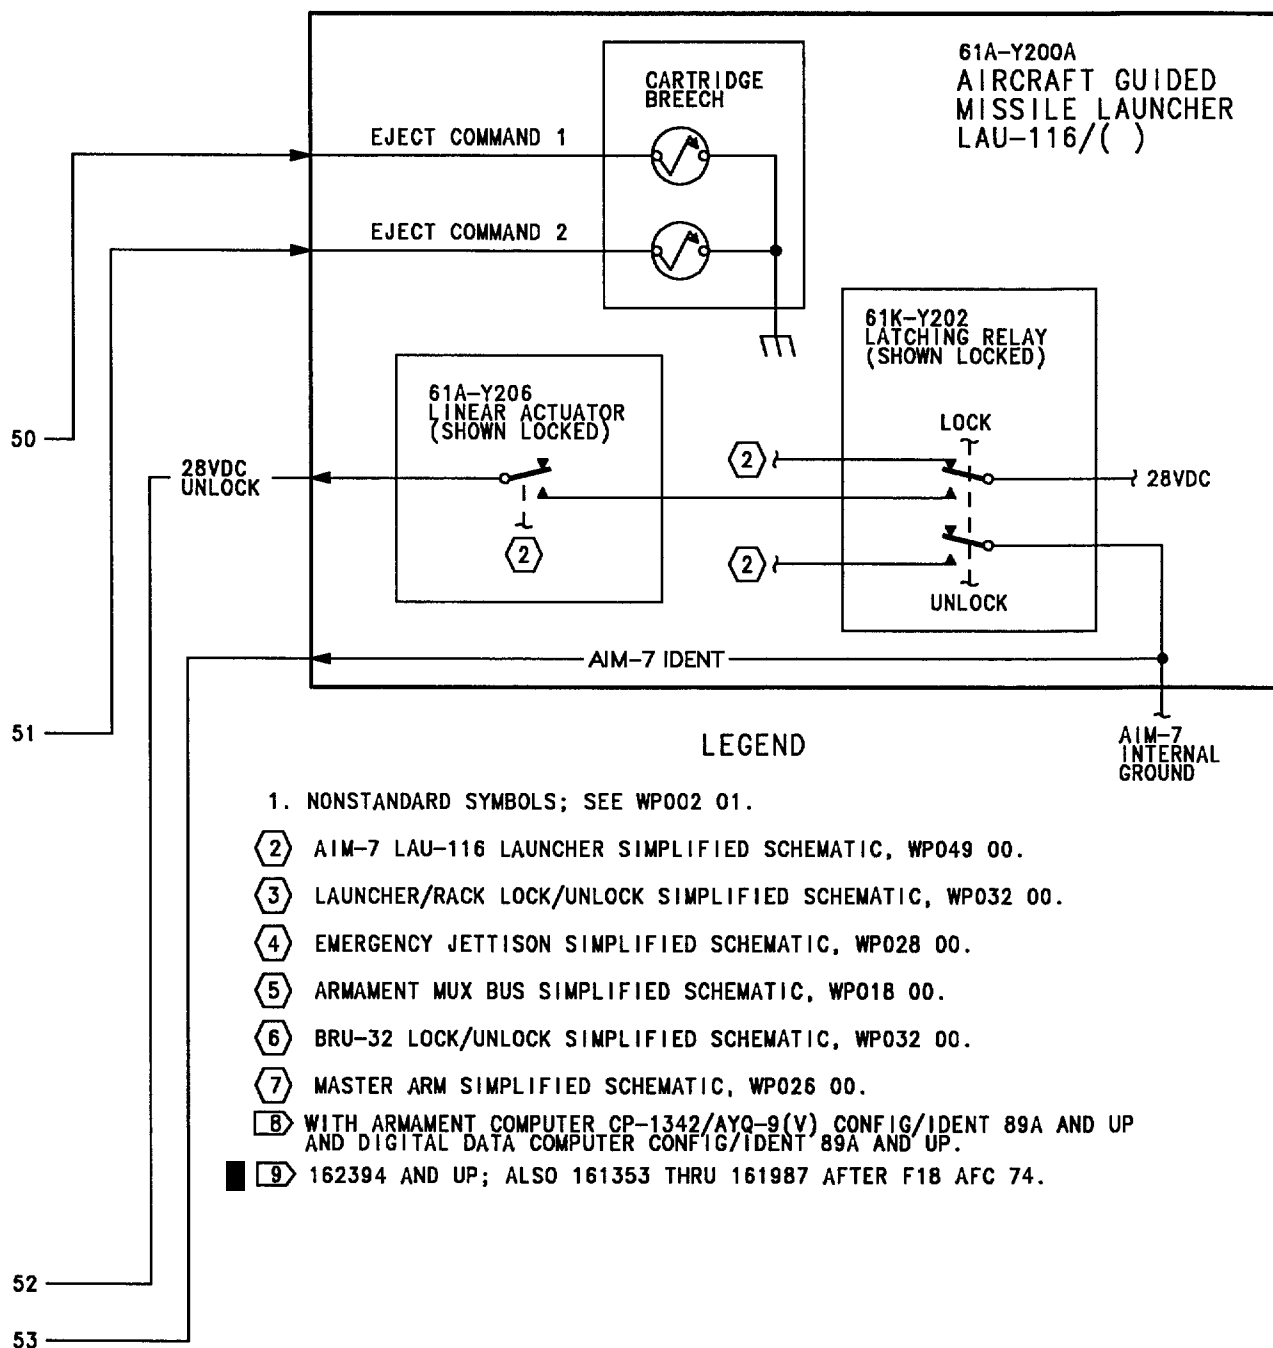 61A-Y200A
AIRCRAFT GUIDED
MISSILE LAUNCHER
LAU-116/( )
CARTRIDGE
BREECH
EJECT COMMAND 1
EJECT COMMAND 2
61K-Y202
LATCHING RELAY
(SHOWN LOCKED)
61A-Y206
LINEAR ACTUATOR
(SHOWN LOCKED)
LOCK
50
28VDC
UNLOCK
2
28VDC
2
2
UNLOCK
AIM-7 IDENT
51
AIM-7
INTERNAL
GROUND
LEGEND
1. NONSTANDARD SYMBOLS; SEE WP002 01.
2 AIM-7 LAU-116 LAUNCHER SIMPLIFIED SCHEMATIC, WP049 00.
3 LAUNCHER/RACK LOCK/UNLOCK SIMPLIFIED SCHEMATIC, WP032 00.
4 EMERGENCY JETTISON SIMPLIFIED SCHEMATIC, WP028 00.
5 ARMAMENT MUX BUS SIMPLIFIED SCHEMATIC, WP018 00.
6 BRU-32 LOCK/UNLOCK SIMPLIFIED SCHEMATIC, WP032 00.
7 MASTER ARM SIMPLIFIED SCHEMATIC, WP026 00.
8 WITH ARMAMENT COMPUTER CP-1342/AYQ-9(V) CONFIG/IDENT 89A AND UP
AND DIGITAL DATA COMPUTER CONFIG/IDENT 89A AND UP.
9 162394 AND UP; ALSO 161353 THRU 161987 AFTER F18 AFC 74.
52
53